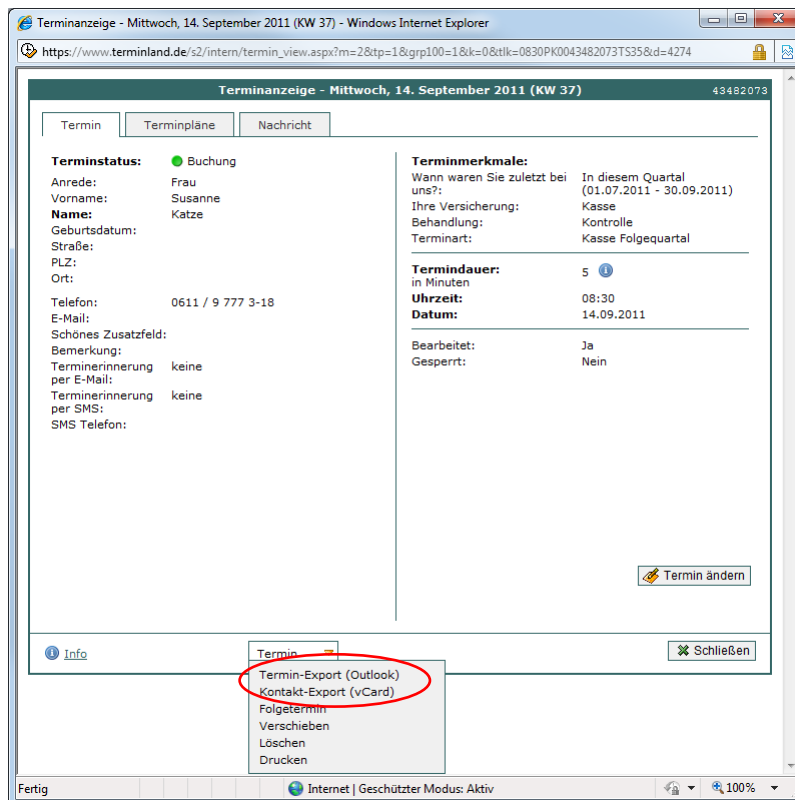 Terminanzeige - Mittwoch, 14. September 2011 (KW 37) - Windows Internet Explorer
https://www.terminland.de/s2/intern/termin_view.aspx?m=2&tp=1&grp100=1&k=0&tlk=0830PK0043482073TS35&d=4274
Terminanzeige - Mittwoch, 14. September 2011 (KW 37)
43482073
Termin
Terminpläne
Nachricht
Terminstatus: Buchung
Anrede: Frau
Vorname: Susanne
Name: Katze
Geburtsdatum:
Straße:
PLZ:
Ort:
Telefon: 0611 / 9 777 3-18
E-Mail:
Schönes Zusatzfeld:
Bemerkung:
Terminerinnerung keine
per E-Mail:
Terminerinnerung keine
per SMS:
SMS Telefon:
Terminmerkmale:
Wann waren Sie zuletzt bei In diesem Quartal
uns?: (01.07.2011 - 30.09.2011)
Ihre Versicherung: Kasse
Behandlung: Kontrolle
Terminart: Kasse Folgequartal
Termindauer: 5
in Minuten
Uhrzeit: 08:30
Datum: 14.09.2011
Bearbeitet: Ja
Gesperrt: Nein
Termin ändern
Info
Termin
Schließen
Termin-Export (Outlook)
Kontakt-Export (vCard)
Folgetermin
Verschieben
Löschen
Drucken
Fertig
Internet | Geschützter Modus: Aktiv
100%